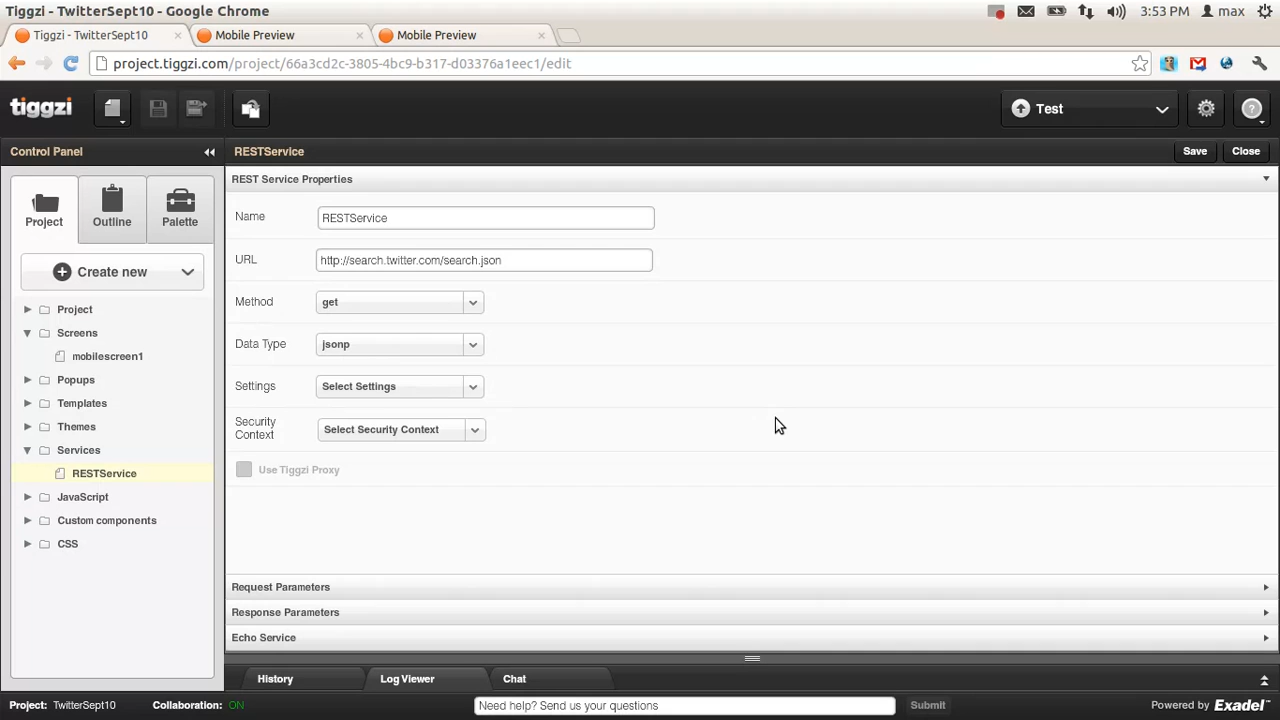 Tiggzi - TwitterSept10 - Google Chrome
3:53 PM
max
Tiggzi - TwitterSept10
Mobile Preview
Mobile Preview
project.tiggzi.com/project/66a3cd2c-3805-4bc9-b317-d03376a1eec1/edit
tiggzi
Test
Control Panel
RESTService
Save
Close
Project
Outline
Palette
Create new
Project
Screens
mobilescreen1
Popups
Templates
Themes
Services
RESTService
JavaScript
Custom components
CSS
REST Service Properties
Name
RESTService
URL
http://search.twitter.com/search.json
Method
get
Data Type
jsonp
Settings
Select Settings
Security
Context
Select Security Context
Use Tiggzi Proxy
Request Parameters
Response Parameters
Echo Service
History
Log Viewer
Chat
Project: TwitterSept10
Collaboration: ON
Need help? Send us your questions
Submit
Powered by Exadel™